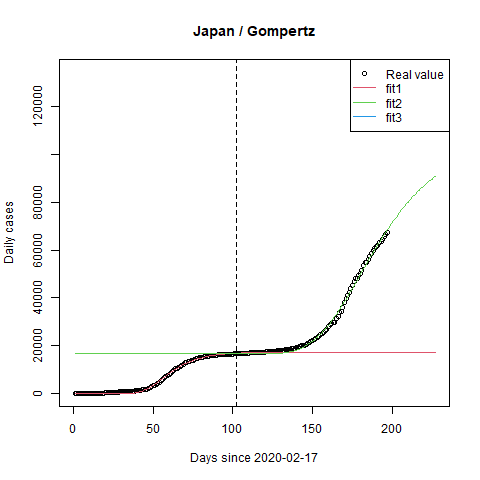 Japan / Gompertz
Real value
fit1
fit2
fit3
Daily cases
0
20000
40000
60000
80000
120000
0
50
100
150
200
Days since 2020-02-17